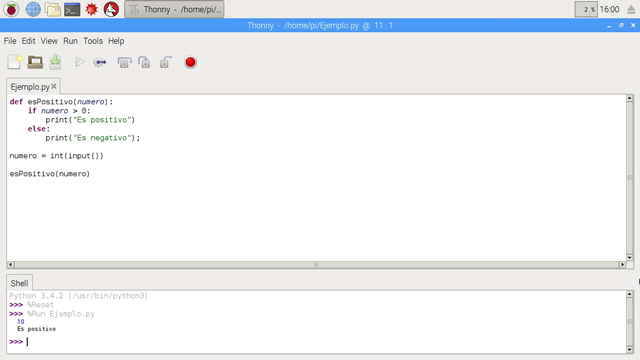 Thonny - /home/pi/...
2 %
16:00
Thonny - /home/pi/Ejemplo.py @ 11 : 1
File Edit View Run Tools Help
Ejemplo.py
def esPositivo(numero):
if numero > 0:
print("Es positivo")
else:
print("Es negativo");
numero = int(input())
esPositivo(numero)
Shell
Python 3.4.2 (/usr/bin/python3)
>>> %Reset
>>> %Run Ejemplo.py
10
Es positivo
>>>